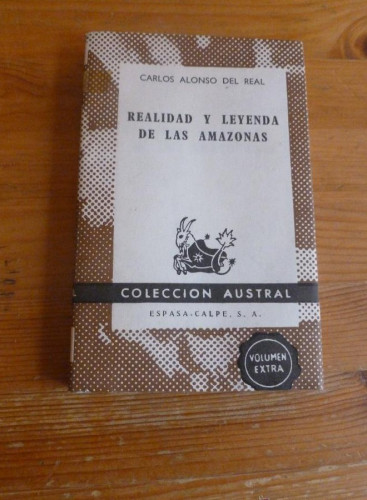 CARLOS ALONSO DEL REAL
REALIDAD Y LEYENDA
DE LAS AMAZONAS
COLECCION AUSTRAL
ESPASA-CALPE, S. A.
VOLUMEN
EXTRA